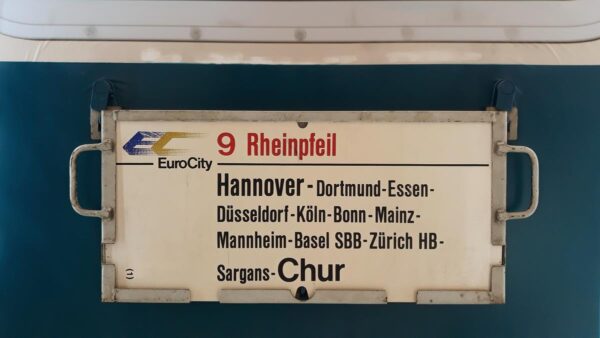 EC
EuroCity
9 Rheinpfeil
Hannover - Dortmund - Essen -
Düsseldorf - Köln - Bonn - Mainz -
Mannheim - Basel SBB - Zürich HB -
Sargans - Chur